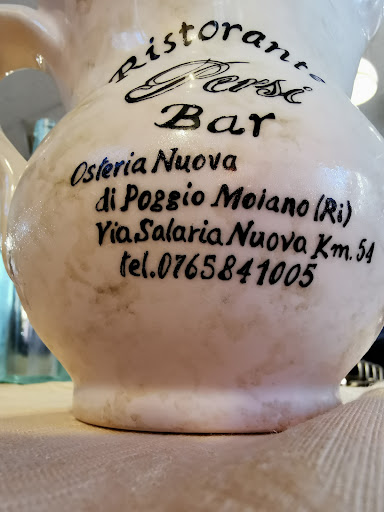 Ristorante
Persi
Bar
Osteria Nuova
di Poggio Moiano (Ri)
Via Salaria Nuova Km. 54
tel. 0765841005